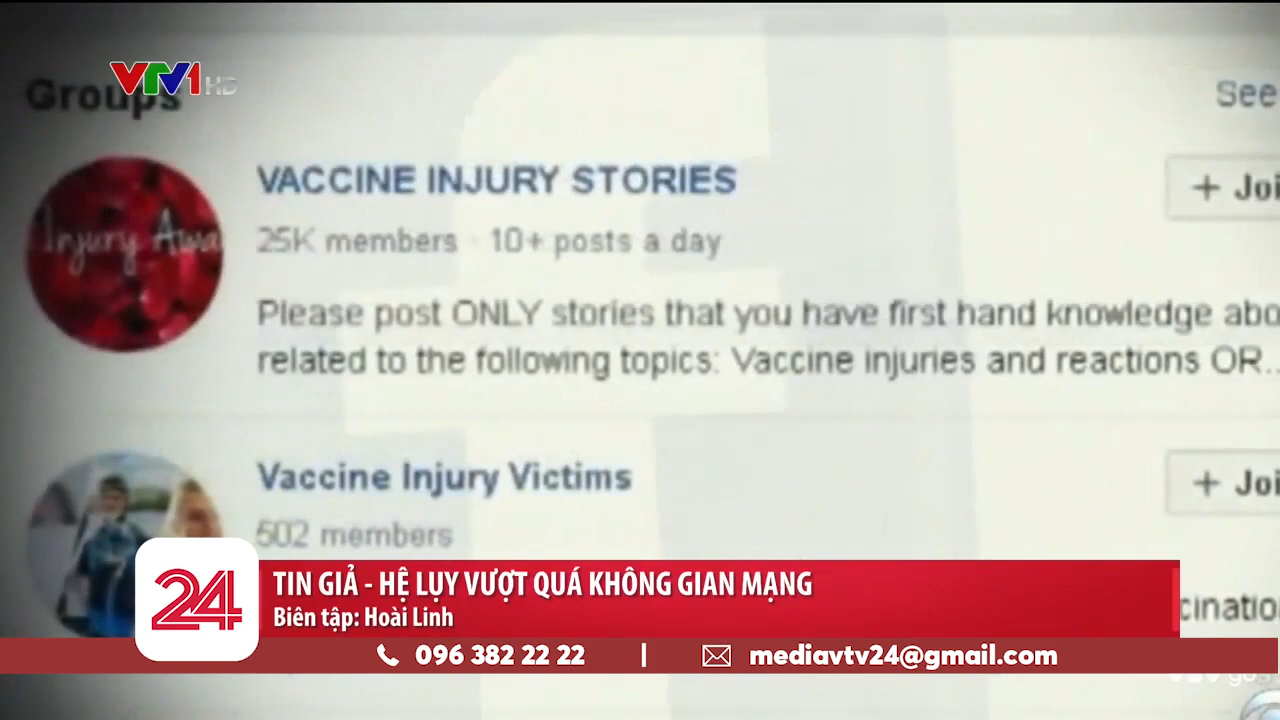 VTV1 HD
Groups
See
Injury Awa
VACCINE INJURY STORIES
+ Joi
25K members · 10+ posts a day
Please post ONLY stories that you have first hand knowledge abo
related to the following topics: Vaccine injuries and reactions OR...
Vaccine Injury Victims
+ Joi
502 members
24
TIN GIẢ - HỆ LỤY VƯỢT QUÁ KHÔNG GIAN MẠNG
Biên tập: Hoài Linh
cinatio
096 382 22 22 | mediavtv24@gmail.com